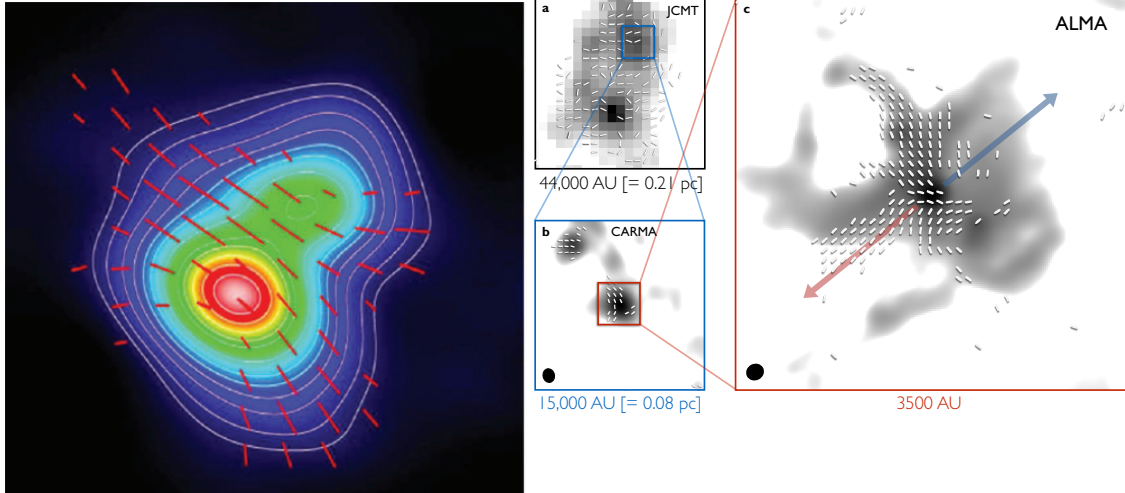 a
JCMT
44,000 AU [= 0.21 pc]
b
CARMA
15,000 AU [= 0.08 pc]
c
ALMA
3500 AU